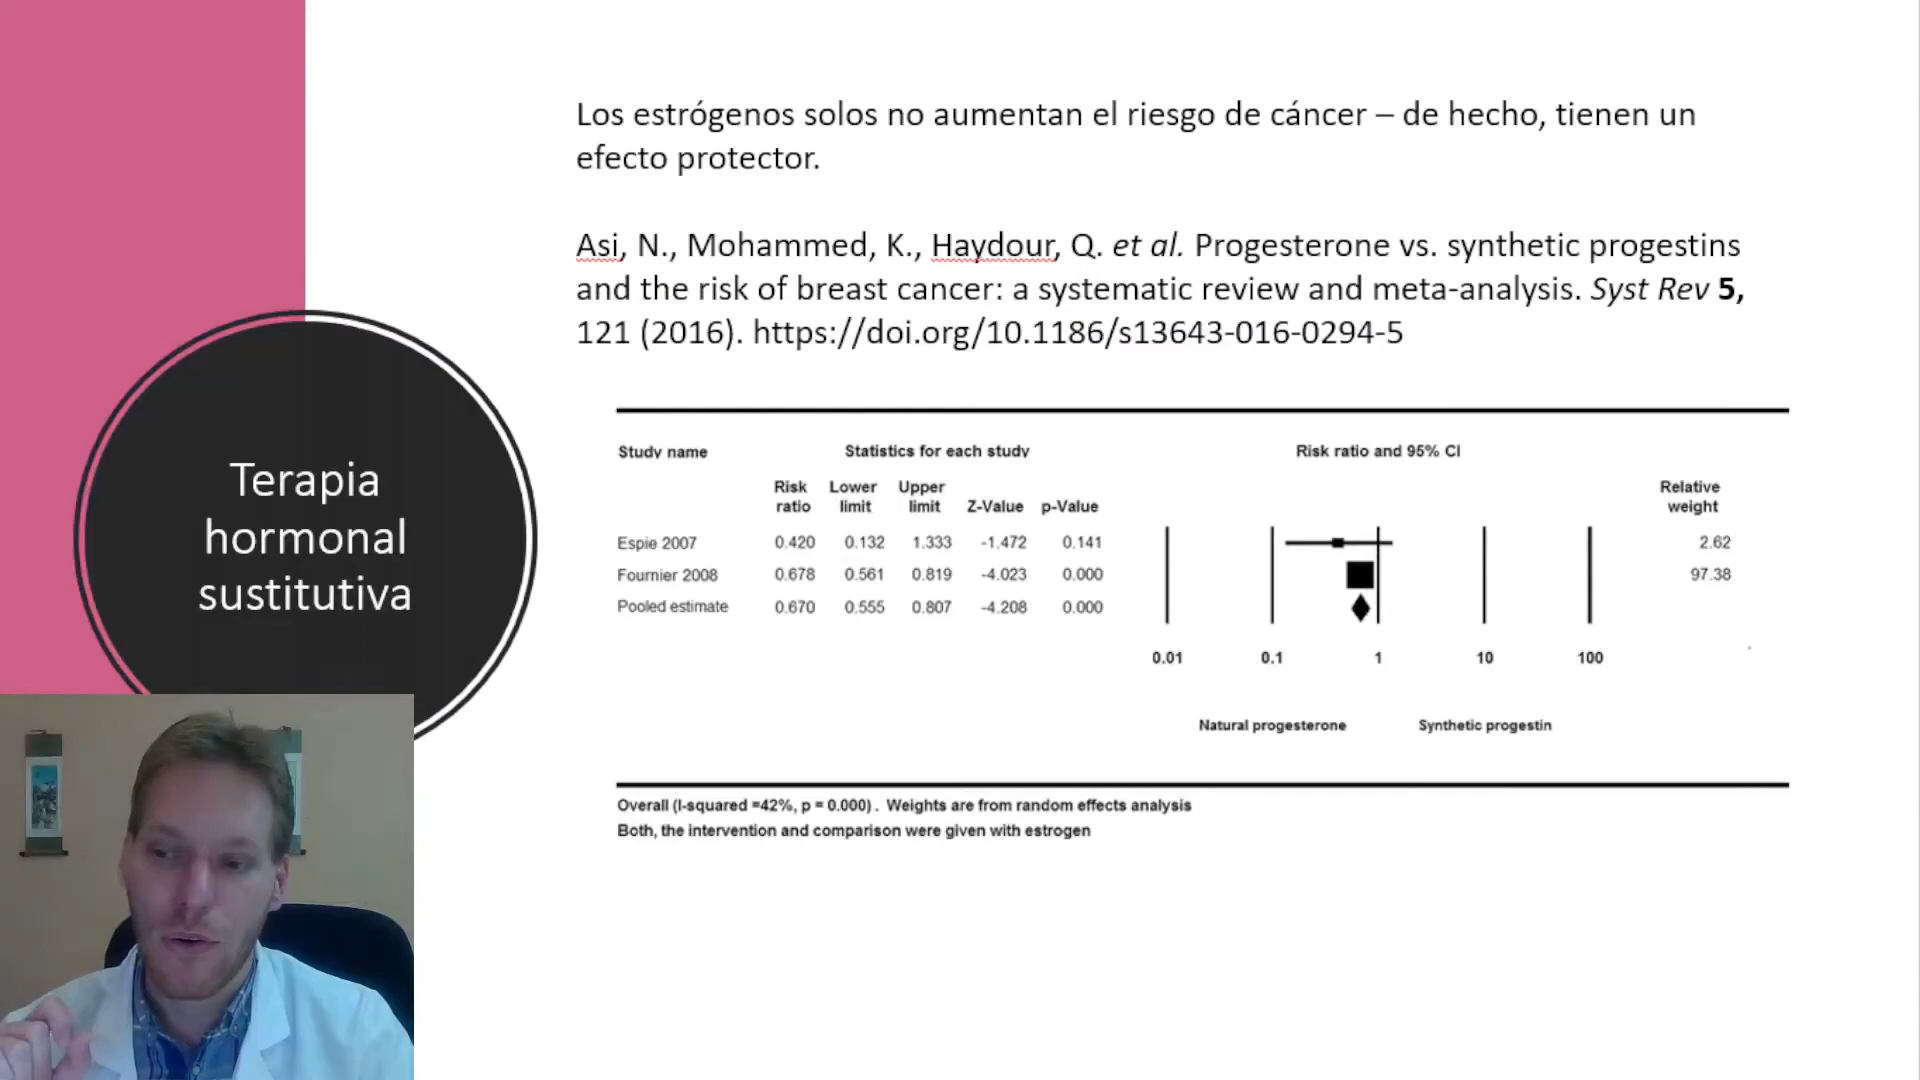 Los estrógenos solos no aumentan el riesgo de cáncer – de hecho, tienen un
efecto protector.
Asi, N., Mohammed, K., Haydour, Q. et al. Progesterone vs. synthetic progestins
and the risk of breast cancer: a systematic review and meta-analysis. Syst Rev 5,
121 (2016). https://doi.org/10.1186/s13643-016-0294-5
Terapia
hormonal
sustitutiva
Study name Statistics for each study Risk ratio and 95% CI
Risk Lower Upper Relative
ratio limit limit Z-Value p-Value weight
Espie 2007 0.420 0.132 1.333 -1.472 0.141 2.62
Fournier 2008 0.678 0.561 0.819 -4.023 0.000 97.38
Pooled estimate 0.670 0.555 0.807 -4.208 0.000
0.01 0.1 1 10 100
Natural progesterone Synthetic progestin
Overall (I-squared =42%, p = 0.000) . Weights are from random effects analysis
Both, the intervention and comparison were given with estrogen